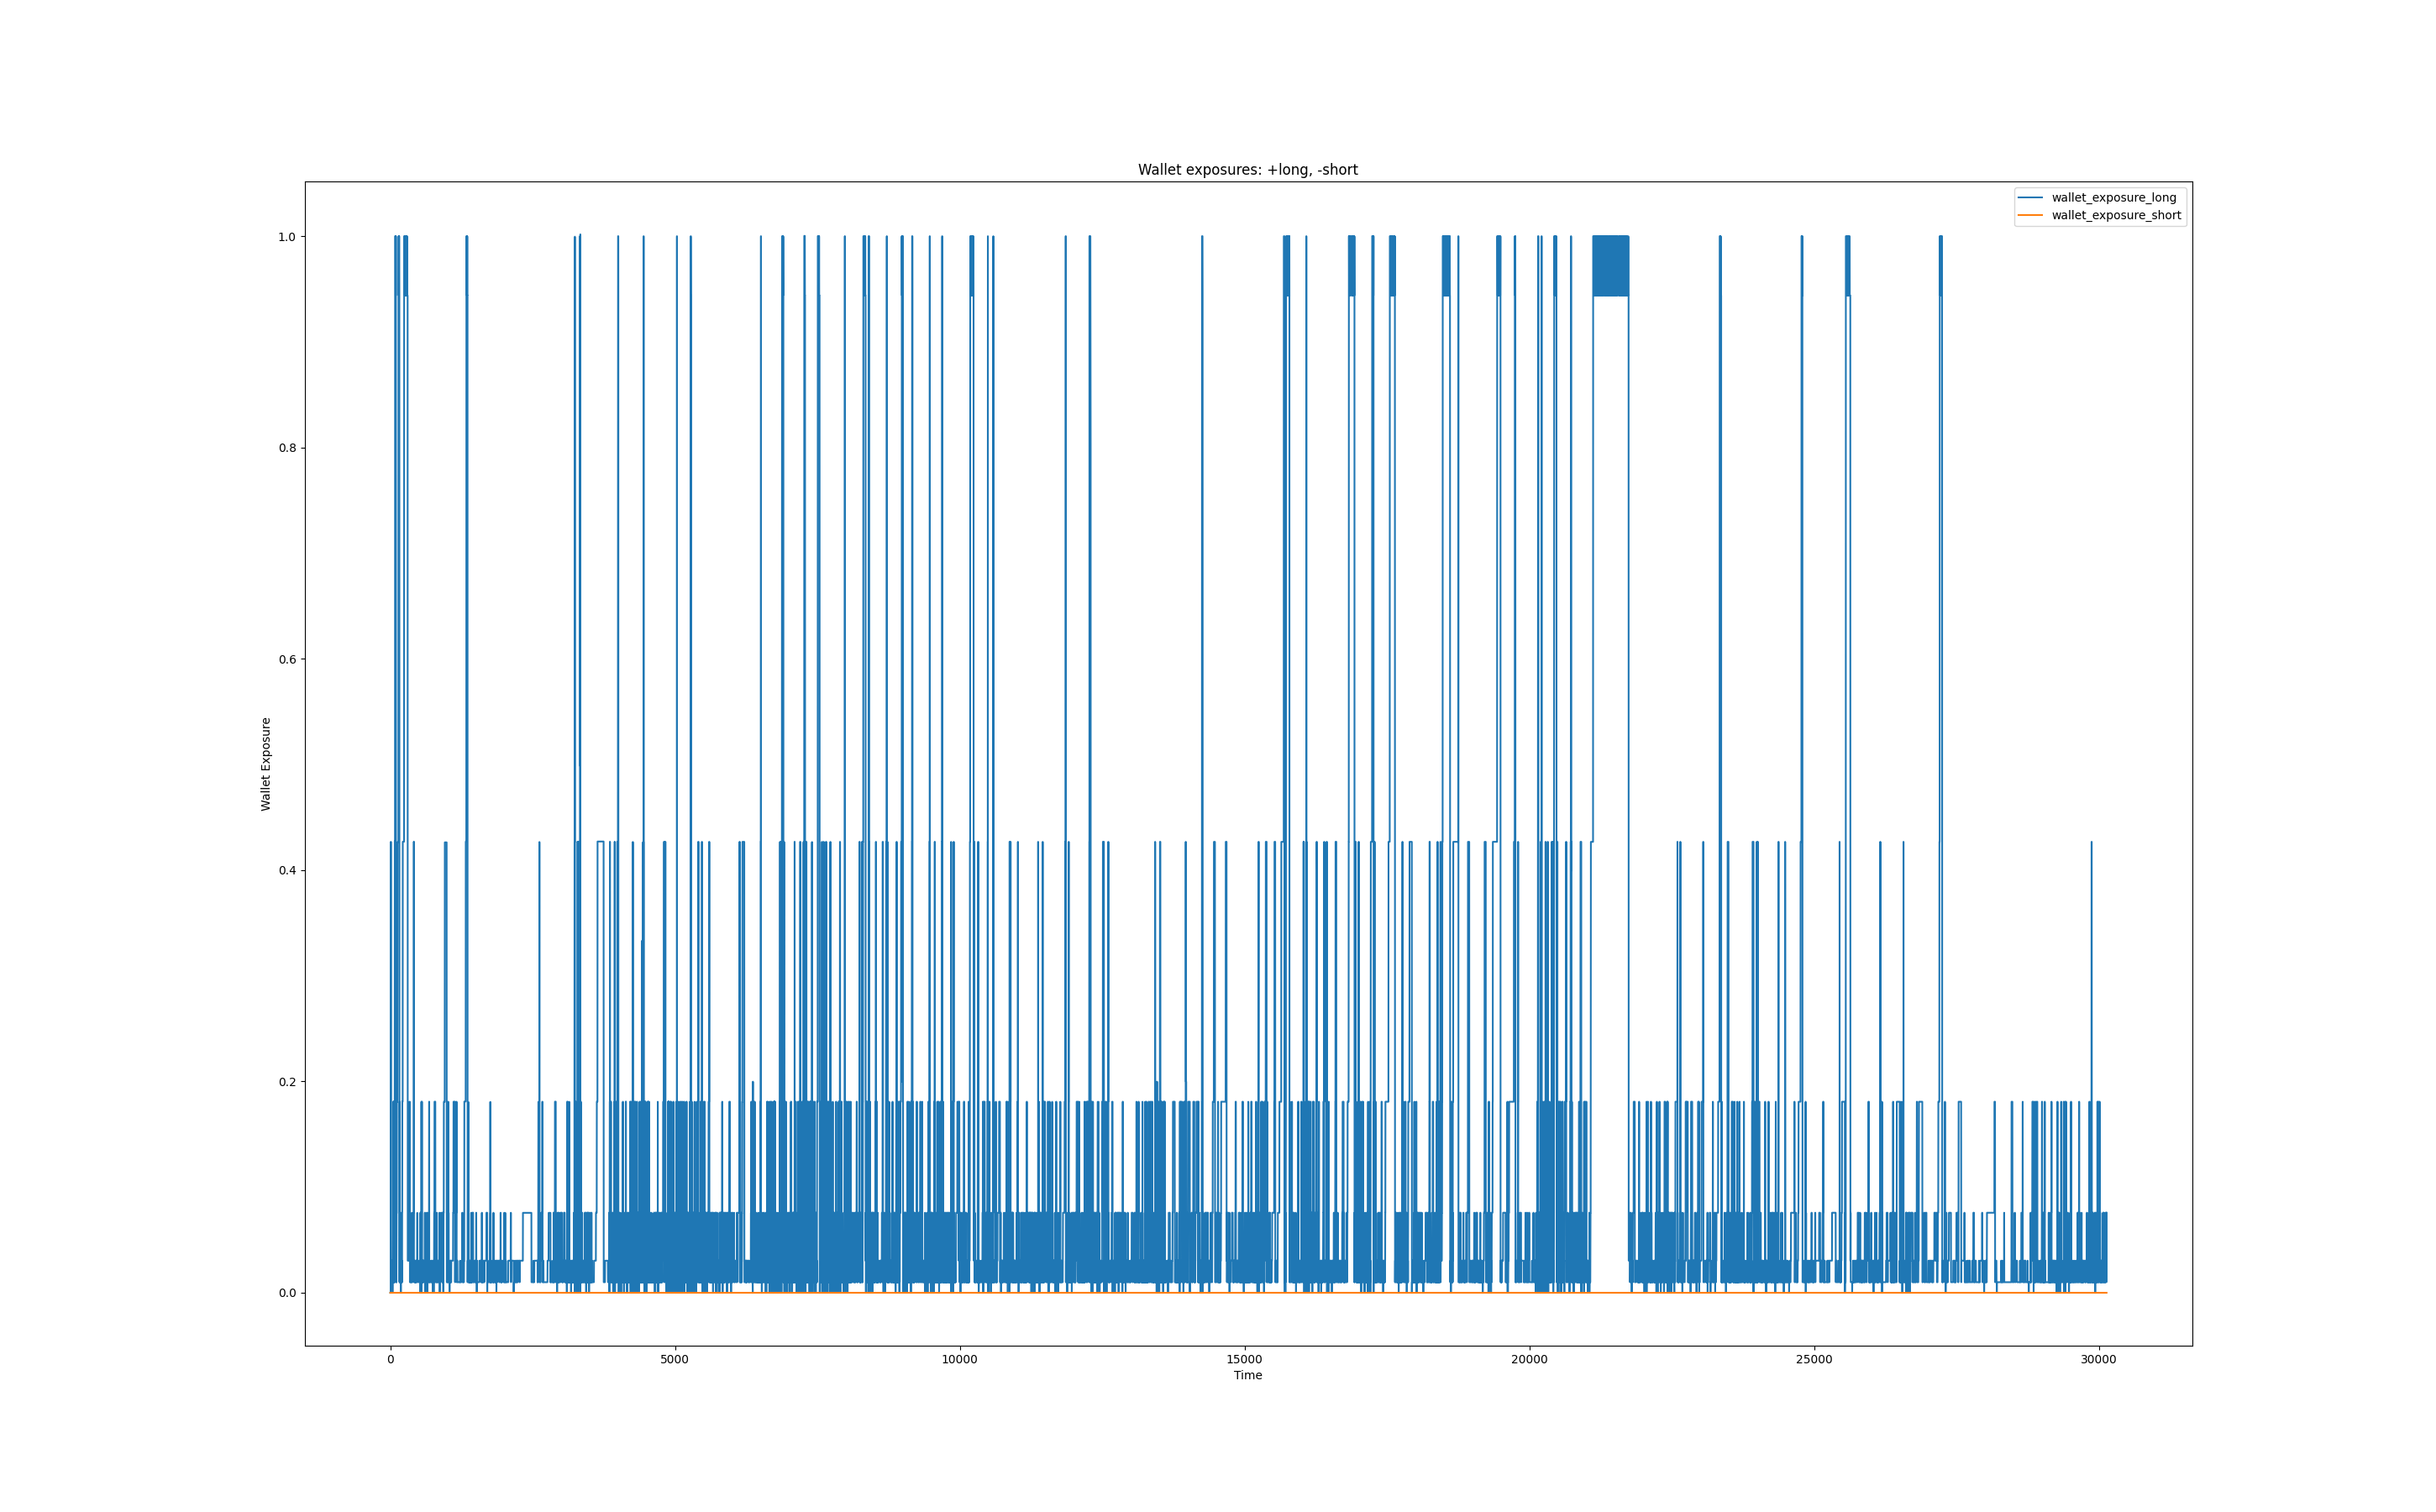 Wallet exposures: +long, -short
wallet_exposure_long
wallet_exposure_short
1.0
0.8
0.6
0.4
0.2
0.0
Wallet Exposure
0 5000 10000 15000 20000 25000 30000
Time